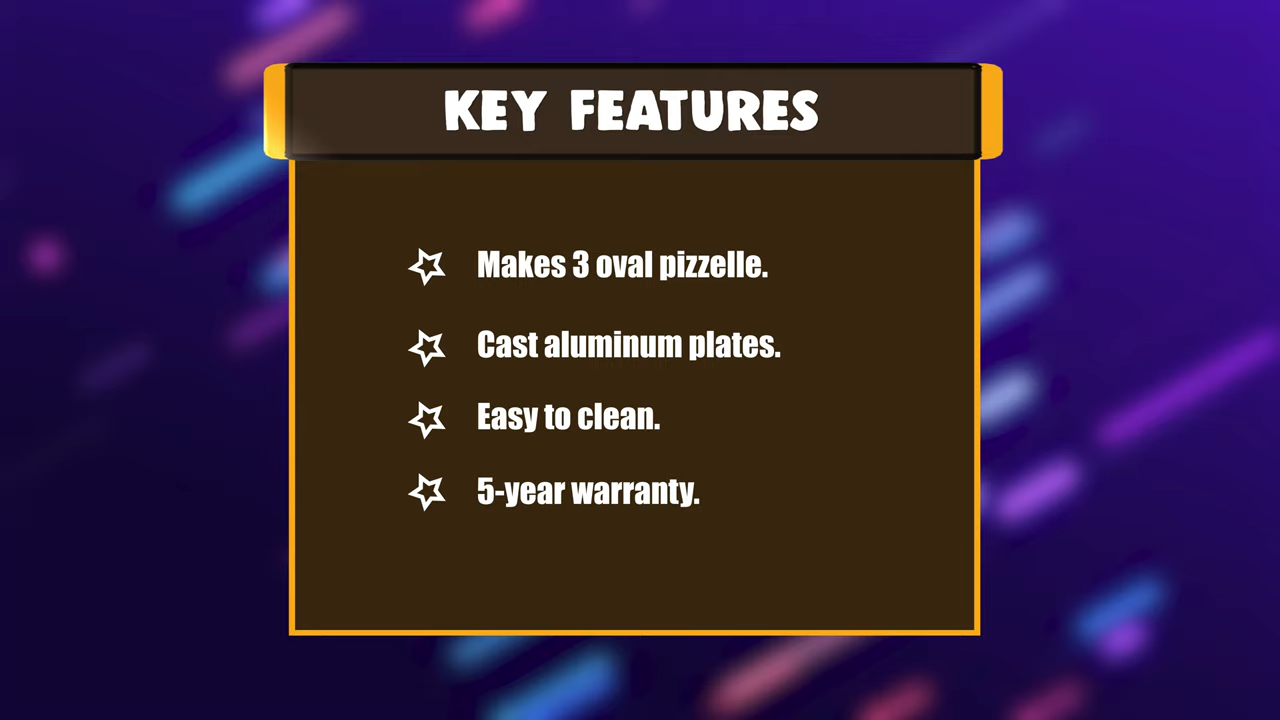 KEY FEATURES
Makes 3 oval pizzelle.
Cast aluminum plates.
Easy to clean.
5-year warranty.